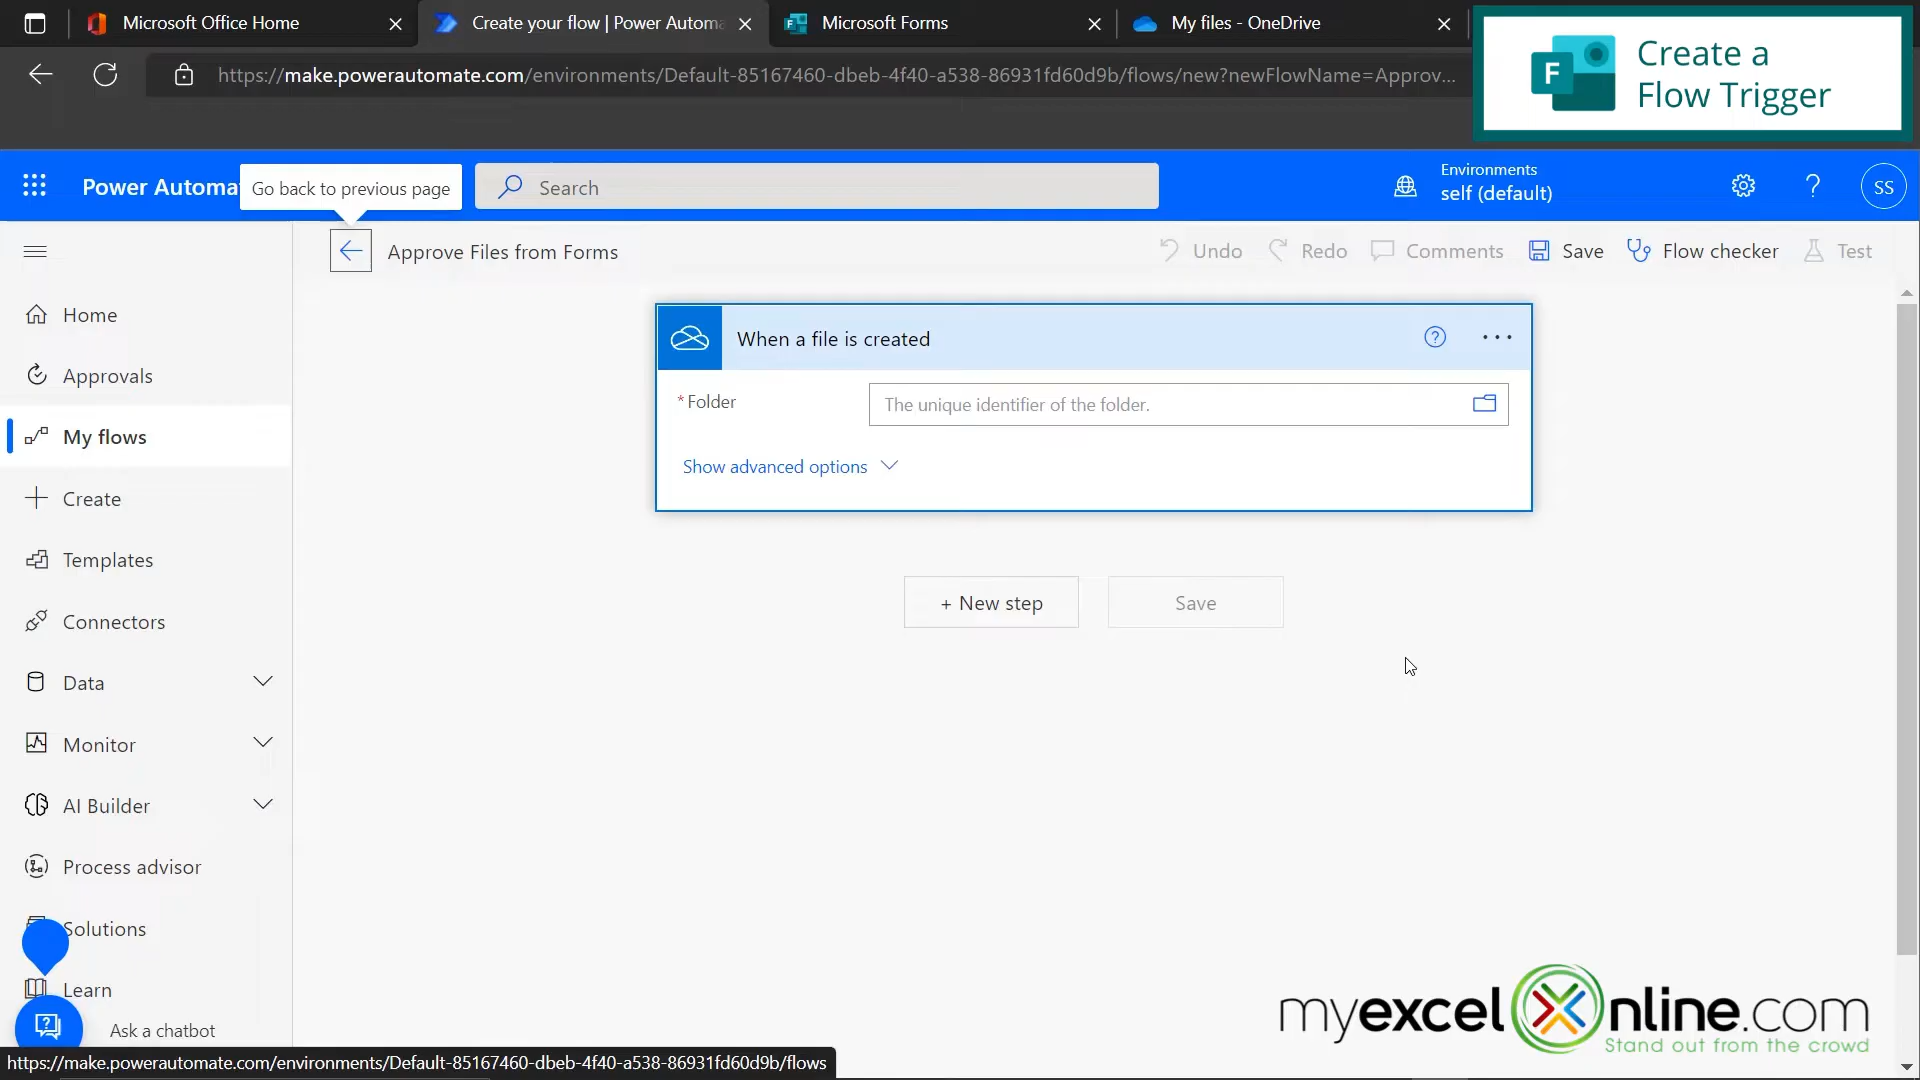 Microsoft Office Home
Create your flow | Power Automa
Microsoft Forms
My files - OneDrive
F
Create a
Flow Trigger
https://make.powerautomate.com/environments/Default-85167460-dbeb-4f40-a538-86931fd60d9b/flows/new?newFlowName=Approv...
Power Automa
Go back to previous page
Search
Environments
self (default)
?
SS
Approve Files from Forms
Undo
Redo
Comments
Save
Flow checker
Test
Home
Approvals
My flows
Create
Templates
Connectors
Data
Monitor
AI Builder
Process advisor
Solutions
Learn
Ask a chatbot
When a file is created
?
...
*Folder
The unique identifier of the folder.
Show advanced options
+ New step
Save
myexcelOnline.com
Stand out from the crowd
https://make.powerautomate.com/environments/Default-85167460-dbeb-4f40-a538-86931fd60d9b/flows